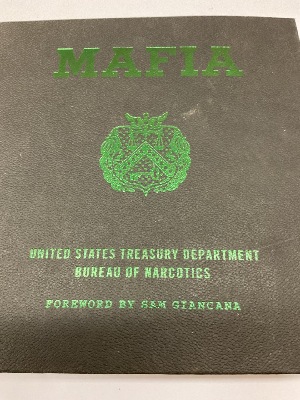 MAFIA
UNITED STATES TREASURY DEPARTMENT
BUREAU OF NARCOTICS
FOREWORD BY SAM GIANCANA